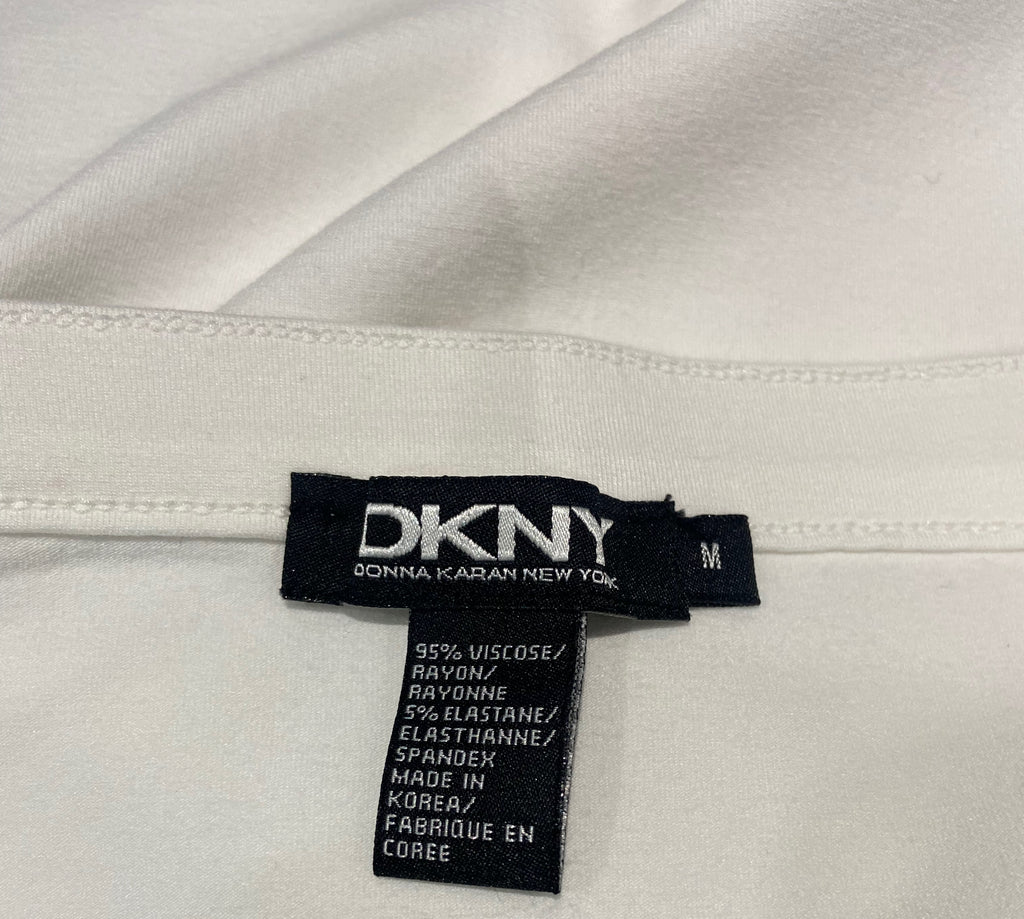 DKNY
DONNA KARAN NEW YORK
M
95% VISCOSE/
RAYON/
RAYONNE
5% ELASTANE/
ELASTHANNE/
SPANDEX
MADE IN
KOREA/
FABRIQUE EN
COREE